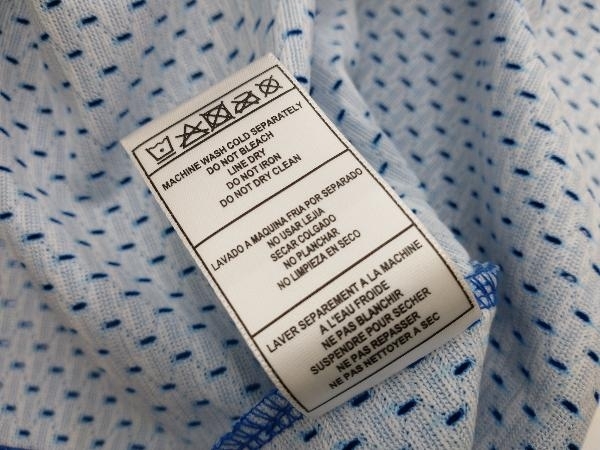 MACHINE WASH COLD SEPARATELY
DO NOT BLEACH
LINE DRY
DO NOT IRON
DO NOT DRY CLEAN
LAVADO A MAQUINA FRIA POR SEPARADO
NO USAR LEJIA
SECAR COLGADO
NO PLANCHAR
NO LIMPIEZA EN SECO
LAVER SEPAREMENT A LA MACHINE
A L'EAU FROIDE
NE PAS BLANCHIR
SUSPENDRE POUR SECHER
NE PAS REPASSER
NE PAS NETTOYER A SEC